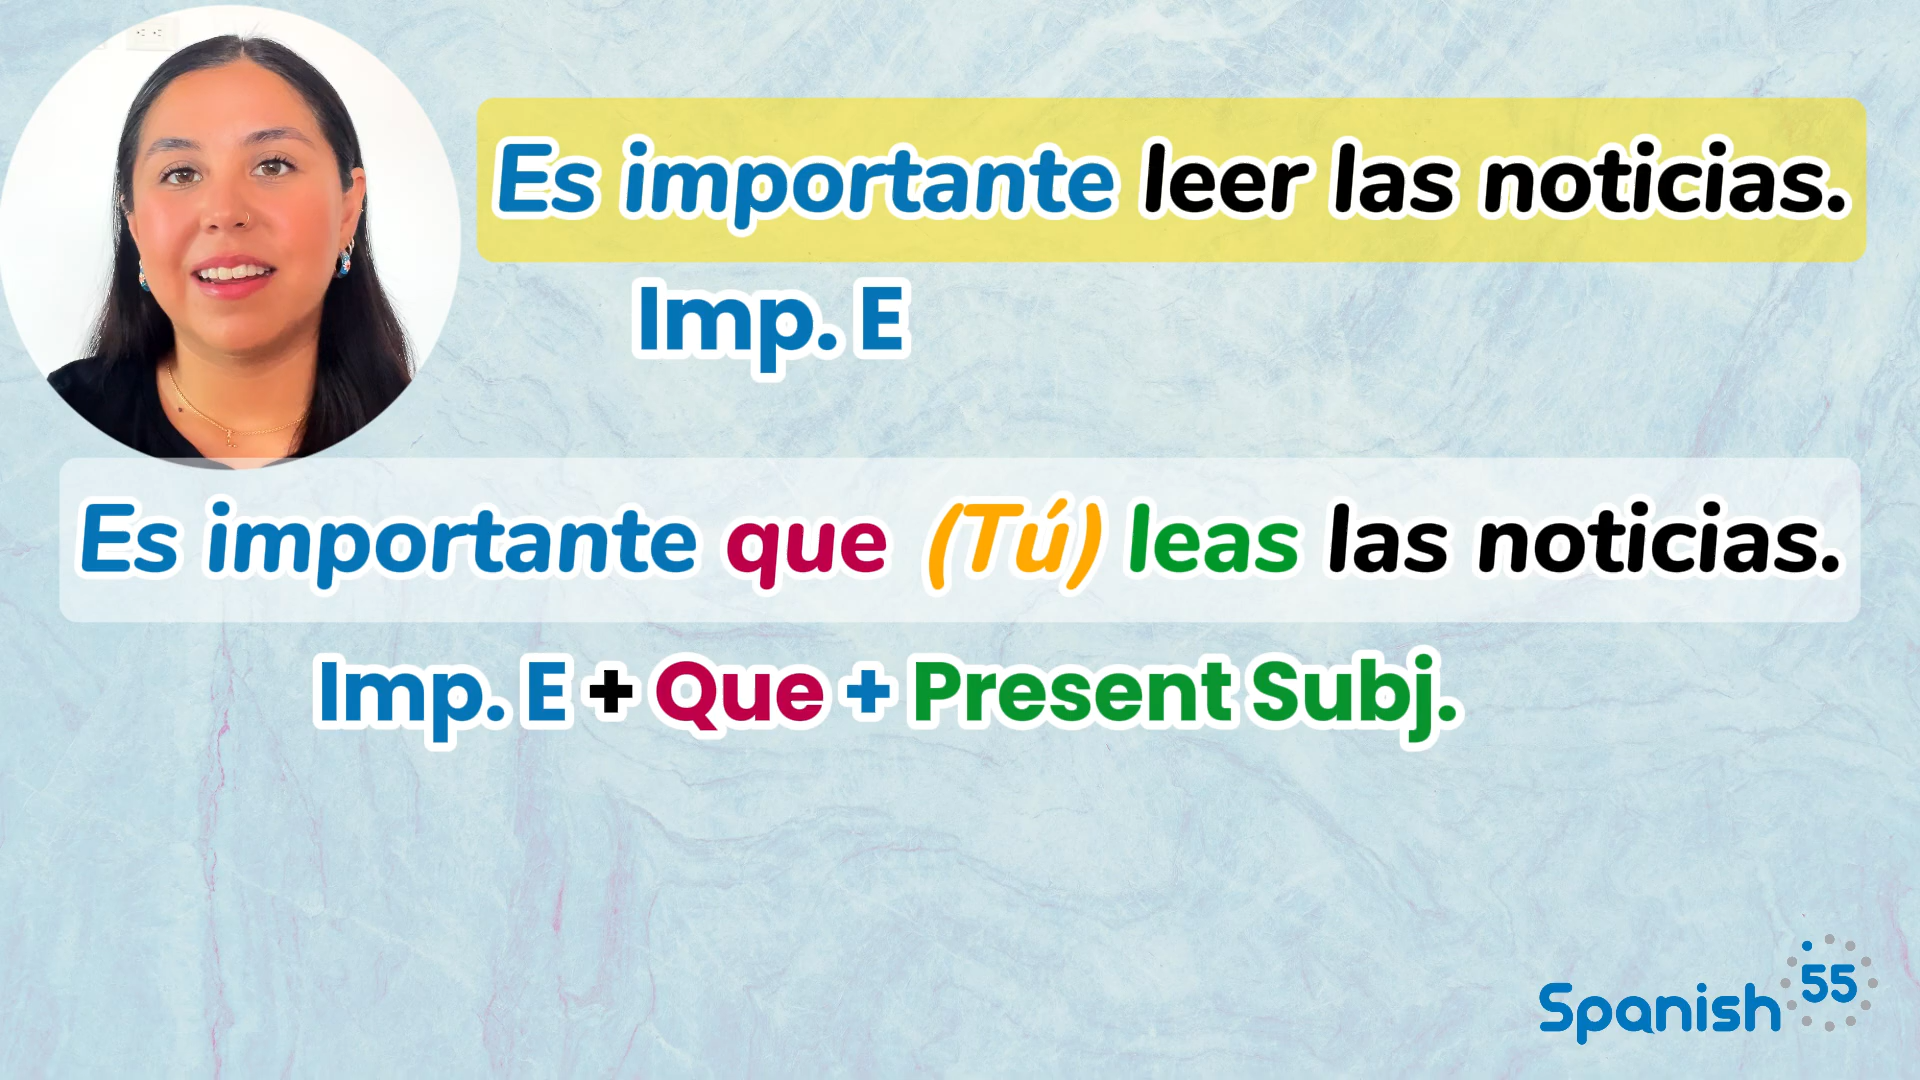 Es importante leer las noticias.
Imp. E
Es importante que (Tú) leas las noticias.
Imp. E + Que + Present Subj.
Spanish 55